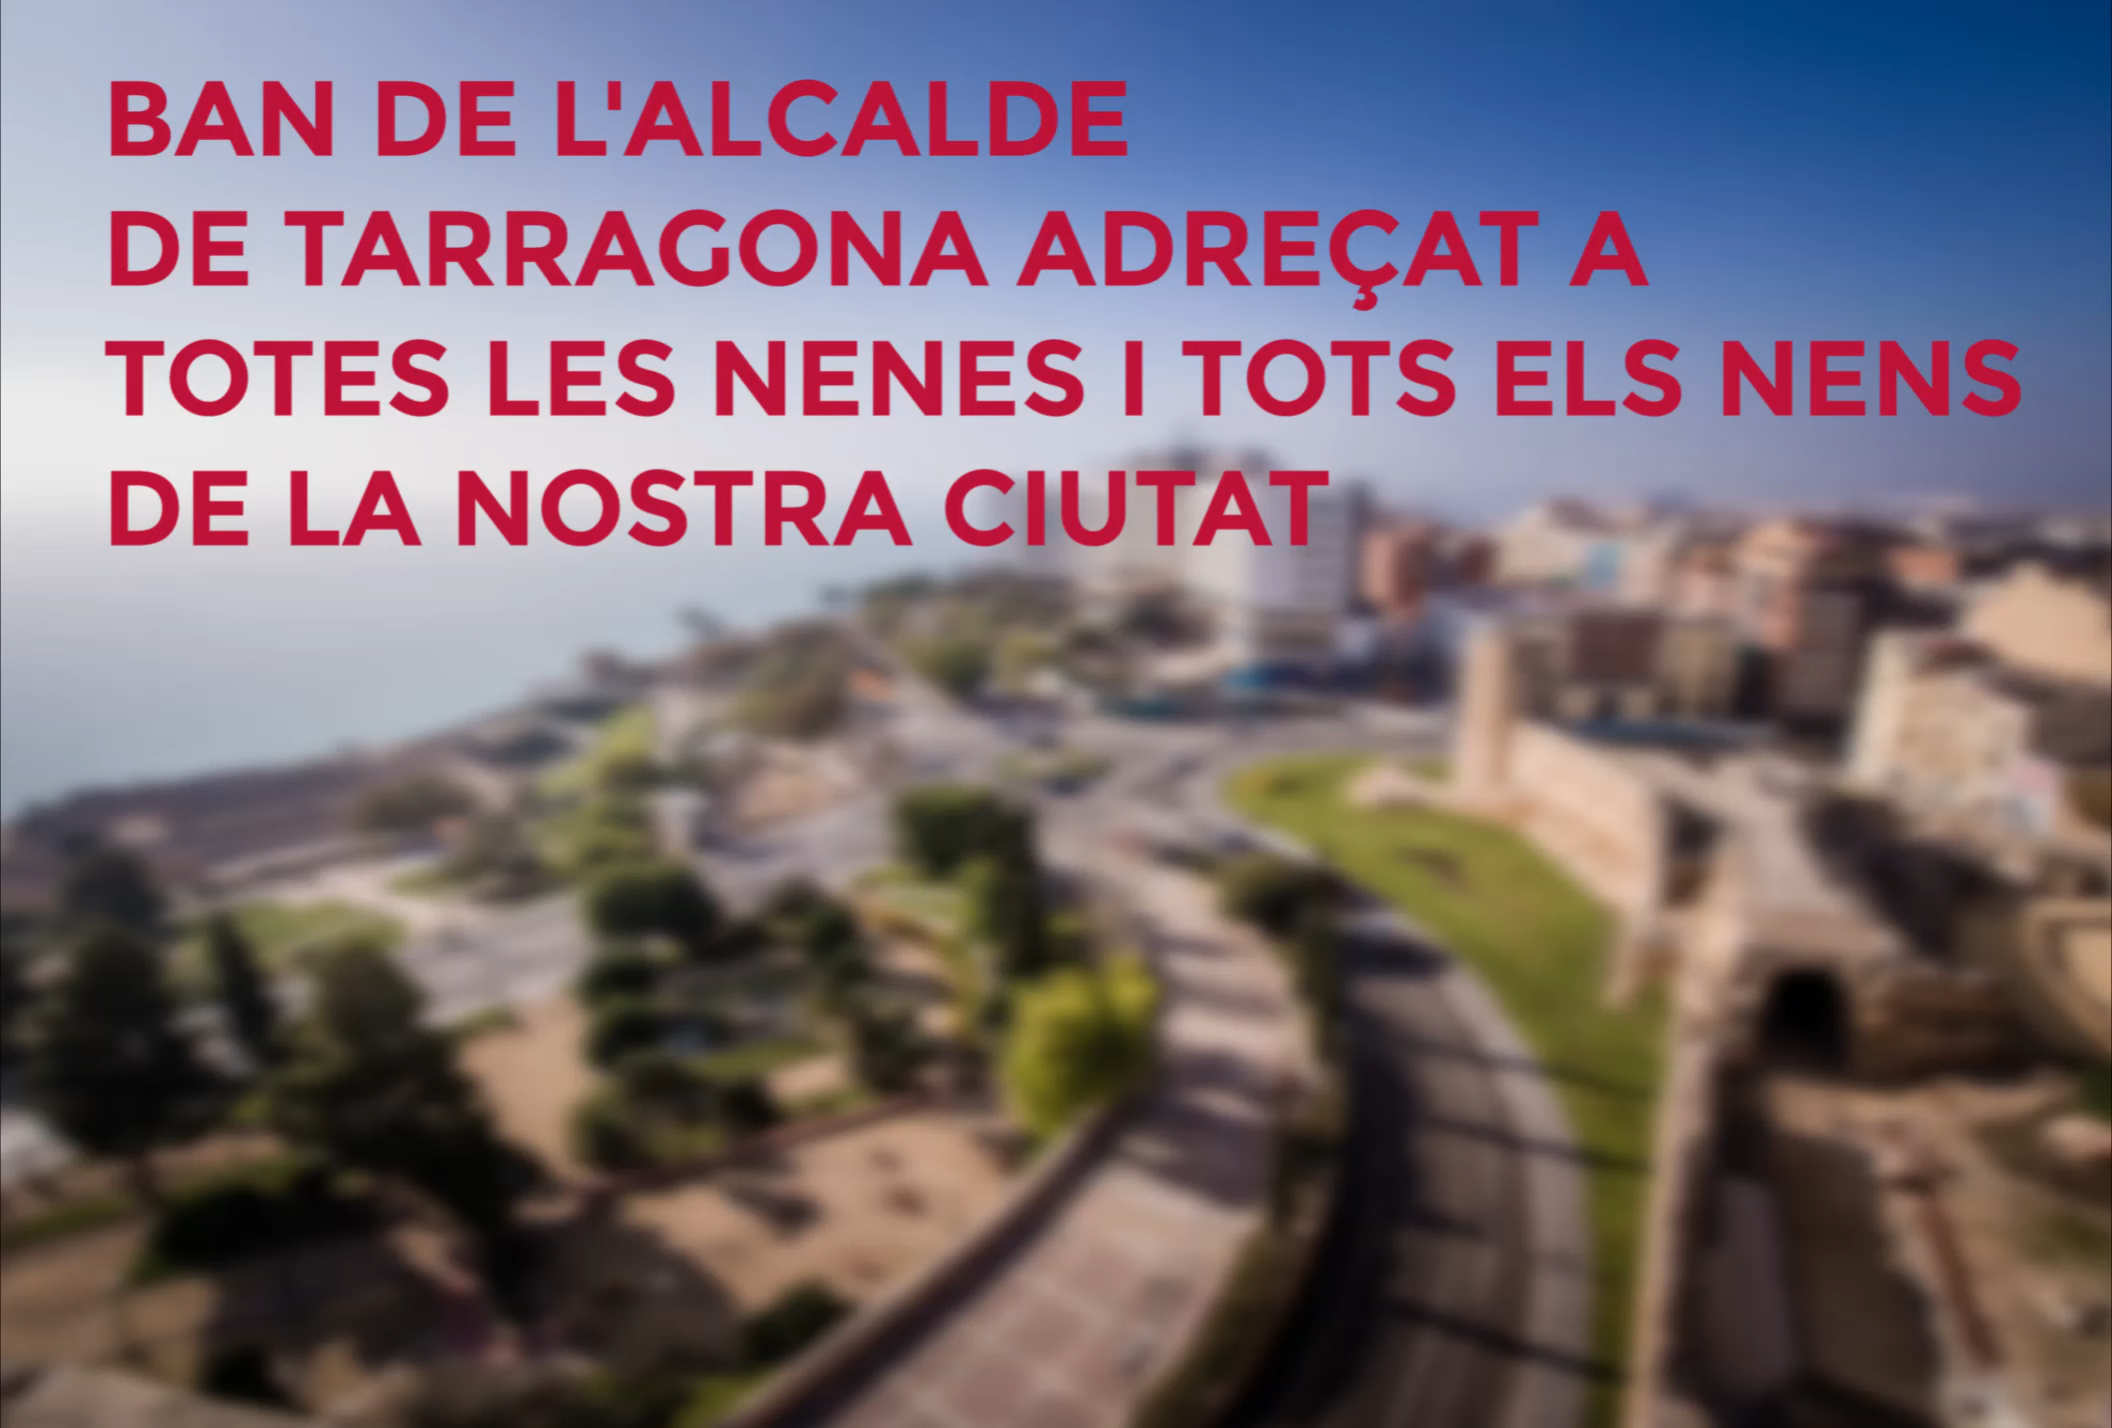 BAN DE L'ALCALDE
DE TARRAGONA ADREÇAT A
TOTES LES NENES I TOTS ELS NENS
DE LA NOSTRA CIUTAT